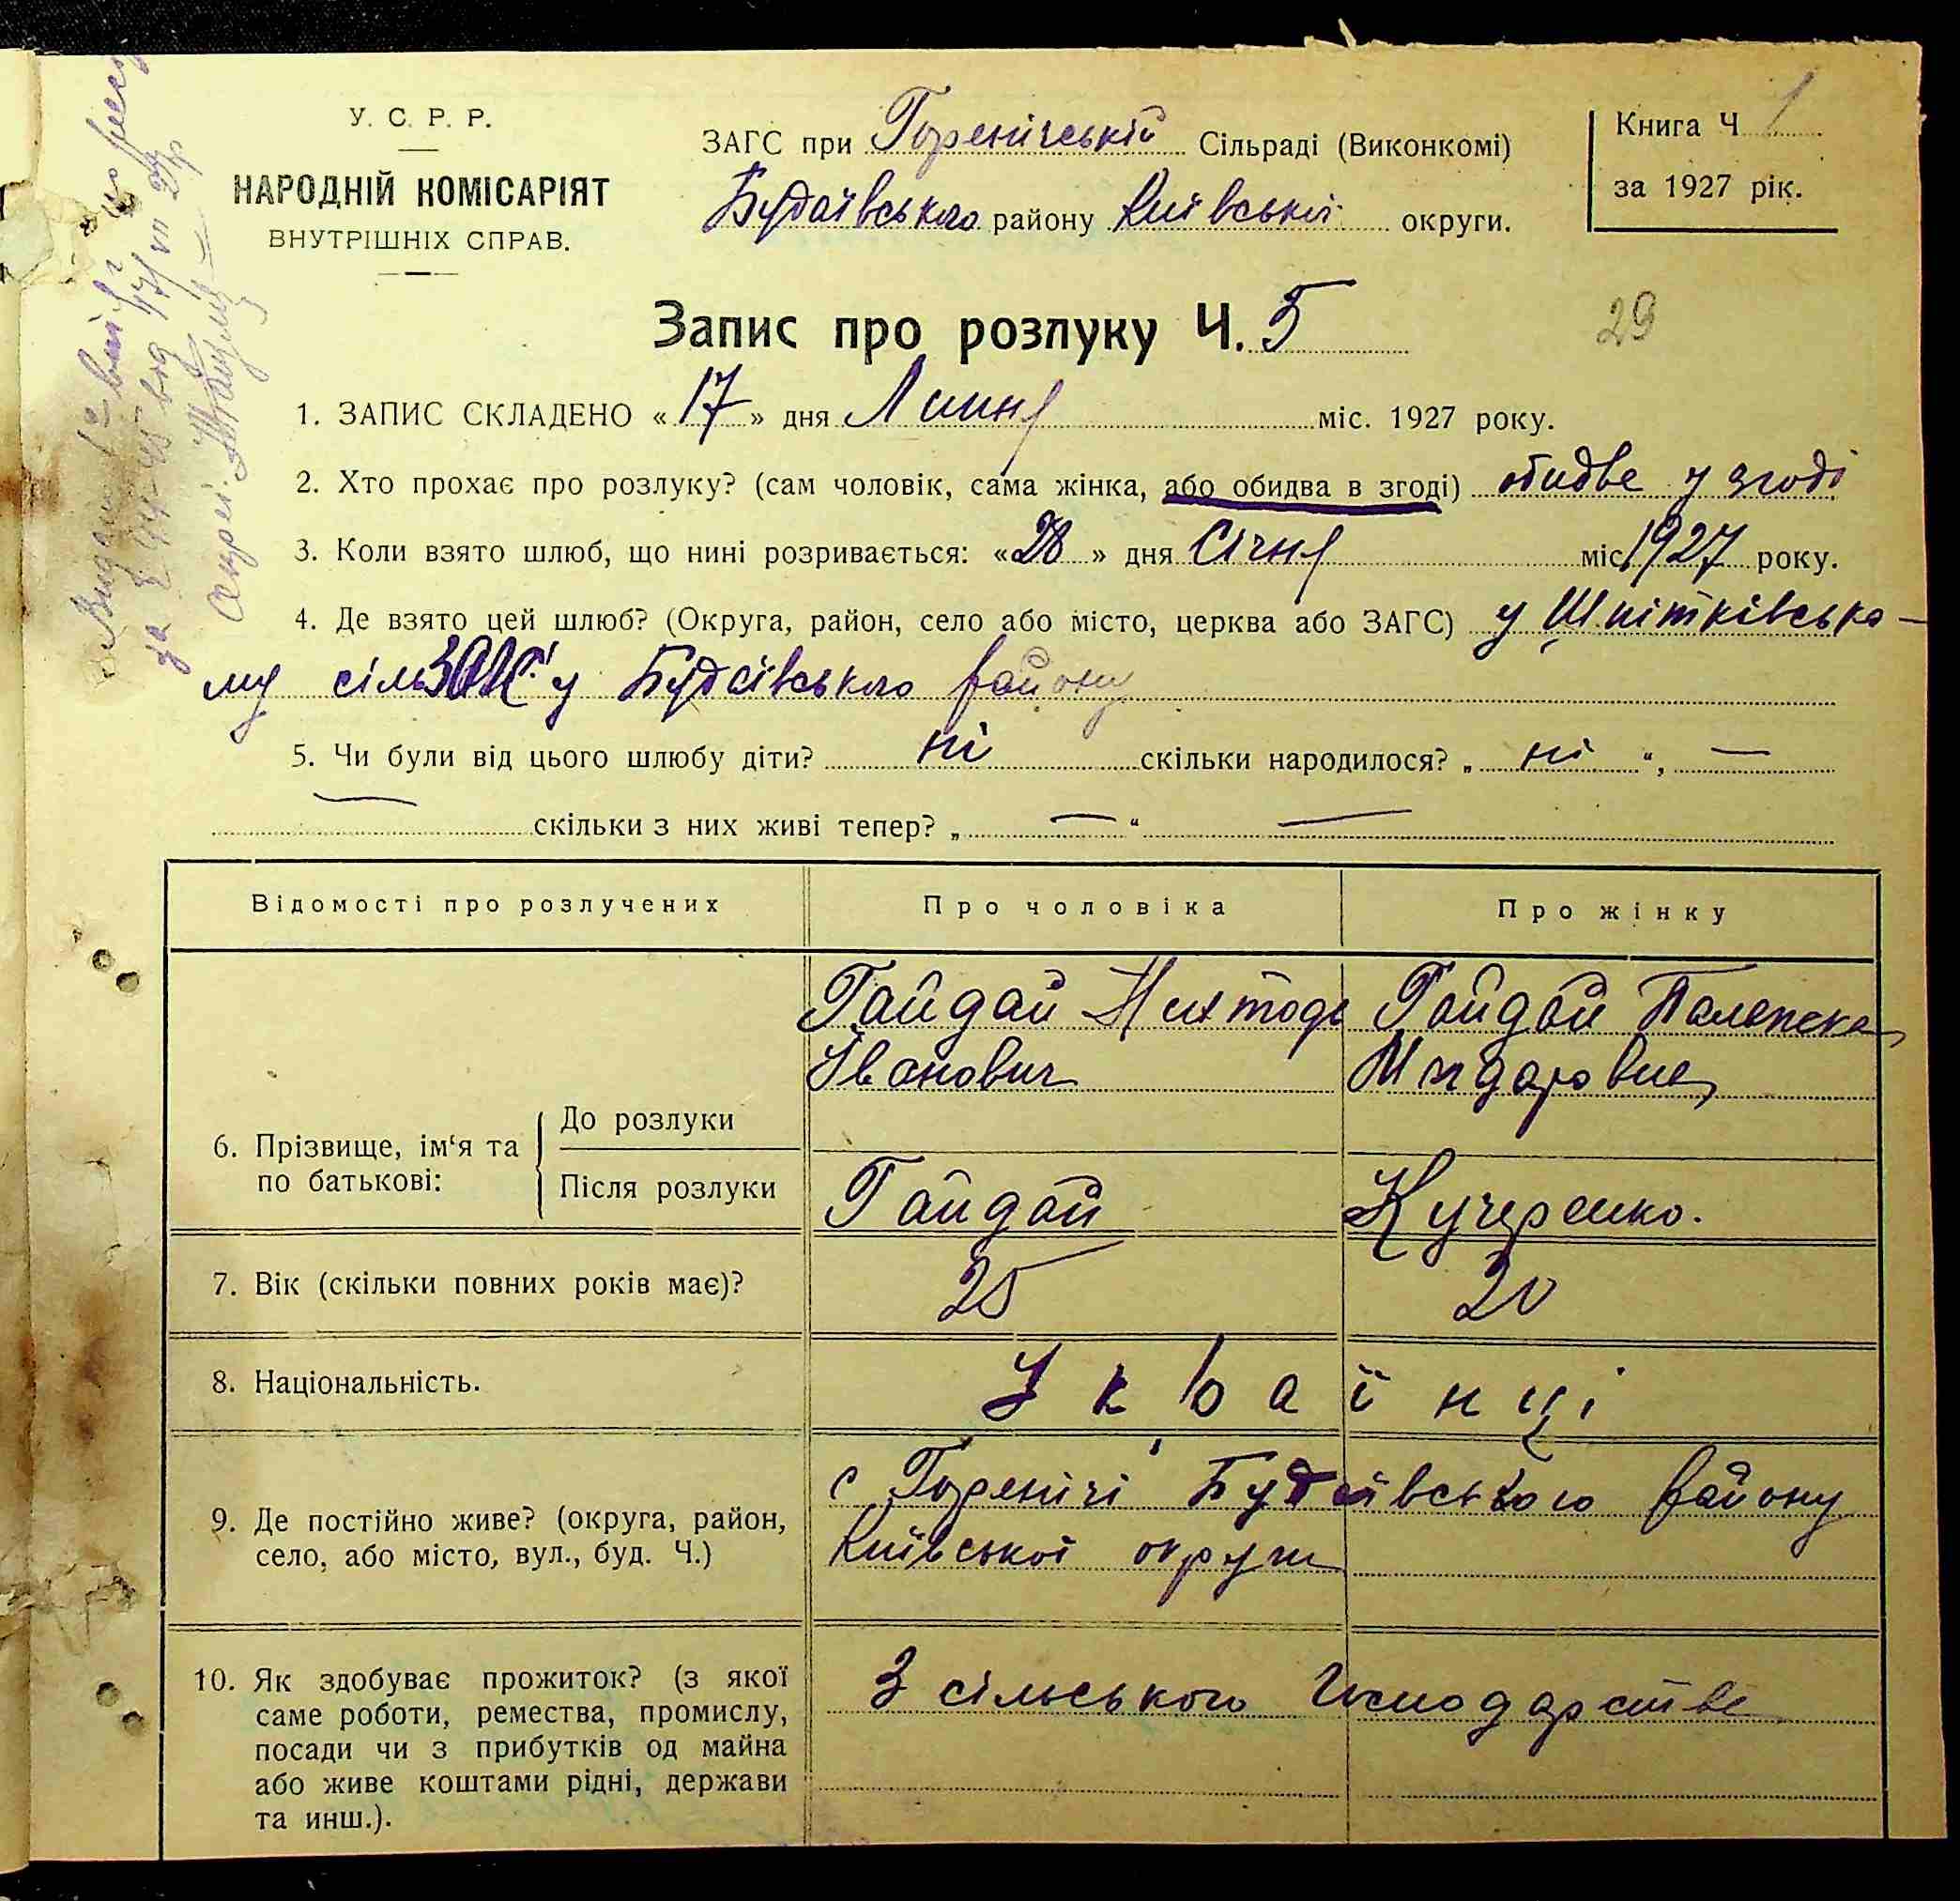 У. С. Р. Р.
НАРОДНІЙ КОМІСАРІЯТ
ВНУТРІШНІХ СПРАВ.
ЗАГС при Горенічській Сільраді (Виконкомі)
Будаївського району Київської округи.
Книга Ч 1
за 1927 рік.
Запис про розлуку Ч. 5
29
1. ЗАПИС СКЛАДЕНО « 17 » дня Липня міс. 1927 року.
2. Хто прохає про розлуку? (сам чоловік, сама жінка, або обидва в згоді) обидве у згоді
3. Коли взято шлюб, що нині розривається: « 28 » дня Січня міс 1927 року.
4. Де взято цей шлюб? (Округа, район, село або місто, церква або ЗАГС) у Шпітківсько-
му сільЗАГС'у Будаївського району
5. Чи були від цього шлюбу діти? ні скільки народилося? „ ні “, —
— скільки з них живі тепер? „ — “ —
Відомості про розлучених Про чоловіка Про жінку
Гайдай Гайдай
Іванович
6. Прізвище, ім‘я та по батькові:
До розлуки
Після розлуки Гайдай Кучеренко.
7. Вік (скільки повних років має)? 25 20
8. Національність. Українці
9. Де постійно живе? (округа, район, село, або місто, вул., буд. Ч.)
с Горенічі Будаївського району
Київської округи
10. Як здобуває прожиток? (з якої
саме роботи, ремества, промислу,
посади чи з прибутків од майна
або живе коштами рідні, держави
та инш.).
З сільського господарства